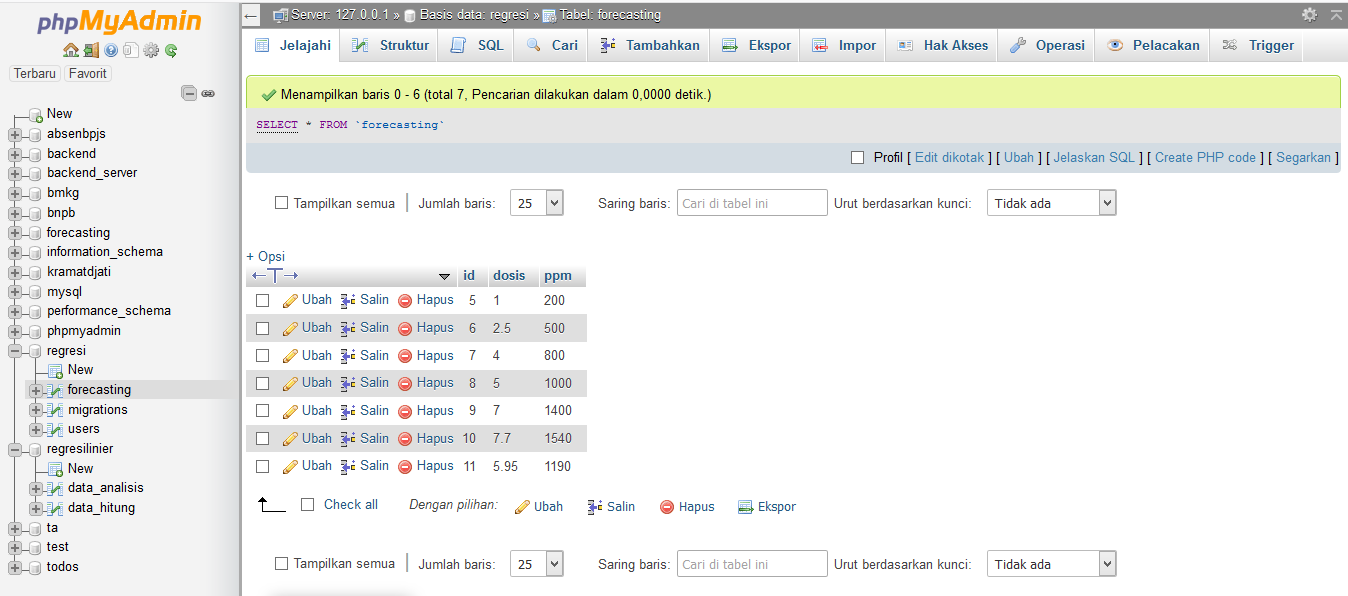 phpMyAdmin
Terbaru Favorit
New
absenbpjs
backend
backend_server
bmkg
bnpb
forecasting
information_schema
kramatdjati
mysql
performance_schema
phpmyadmin
regresi
New
forecasting
migrations
users
regresilinier
New
data_analisis
data_hitung
ta
test
todos
Server: 127.0.0.1 » Basis data: regresi » Tabel: forecasting
Jelajahi Struktur SQL Cari Tambahkan Ekspor Impor Hak Akses Operasi Pelacakan Trigger
Menampilkan baris 0 - 6 (total 7, Pencarian dilakukan dalam 0,0000 detik.)
SELECT * FROM `forecasting`
Profil [ Edit dikotak ] [ Ubah ] [ Jelaskan SQL ] [ Create PHP code ] [ Segarkan ]
Tampilkan semua | Jumlah baris: 25 Saring baris: Cari di tabel ini Urut berdasarkan kunci: Tidak ada
+ Opsi
←T→ id dosis ppm
Ubah Salin Hapus 5 1 200
Ubah Salin Hapus 6 2.5 500
Ubah Salin Hapus 7 4 800
Ubah Salin Hapus 8 5 1000
Ubah Salin Hapus 9 7 1400
Ubah Salin Hapus 10 7.7 1540
Ubah Salin Hapus 11 5.95 1190
Check all Dengan pilihan: Ubah Salin Hapus Ekspor
Tampilkan semua | Jumlah baris: 25 Saring baris: Cari di tabel ini Urut berdasarkan kunci: Tidak ada